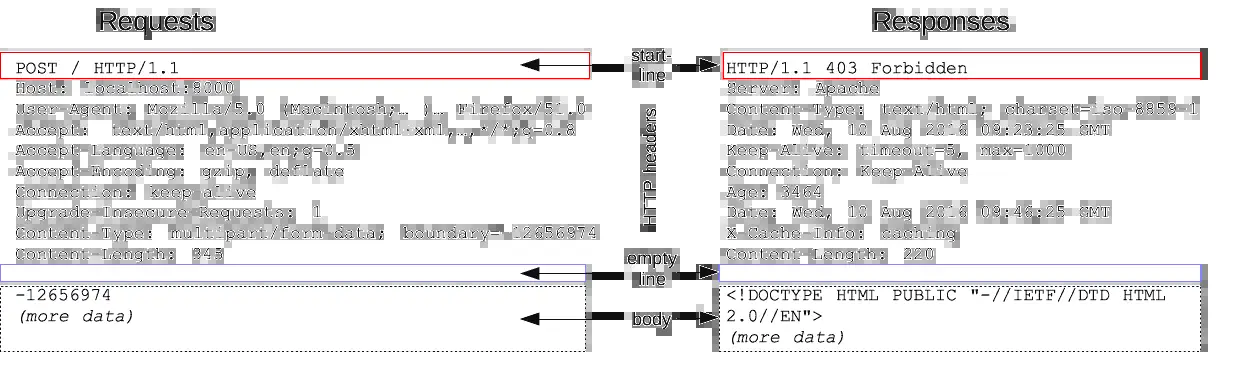 Requests
Responses
POST / HTTP/1.1
Host: localhost:8000
User-Agent: Mozilla/5.0 (Macintosh;… )… Firefox/51.0
Accept: text/html,application/xhtml+xml,…,*/*;q=0.8
Accept-Language: en-US,en;q=0.5
Accept-Encoding: gzip, deflate
Connection: keep-alive
Upgrade-Insecure-Requests: 1
Content-Type: multipart/form-data; boundary=-12656974
Content-Length: 345
-12656974
(more data)
start-
line
HTTP headers
empty
line
body
HTTP/1.1 403 Forbidden
Server: Apache
Content-Type: text/html; charset=iso-8859-1
Date: Wed, 10 Aug 2016
GMT
Keep-Alive: timeout=5, max=1000
Connection: Keep-Alive
Age: 3464
Date: Wed, 10 Aug 2016 09:46:25 GMT
X-Cache-Info: caching
Content-Length: 220
<!DOCTYPE HTML PUBLIC "-//IETF//DTD HTML
2.0//EN">
(more data)